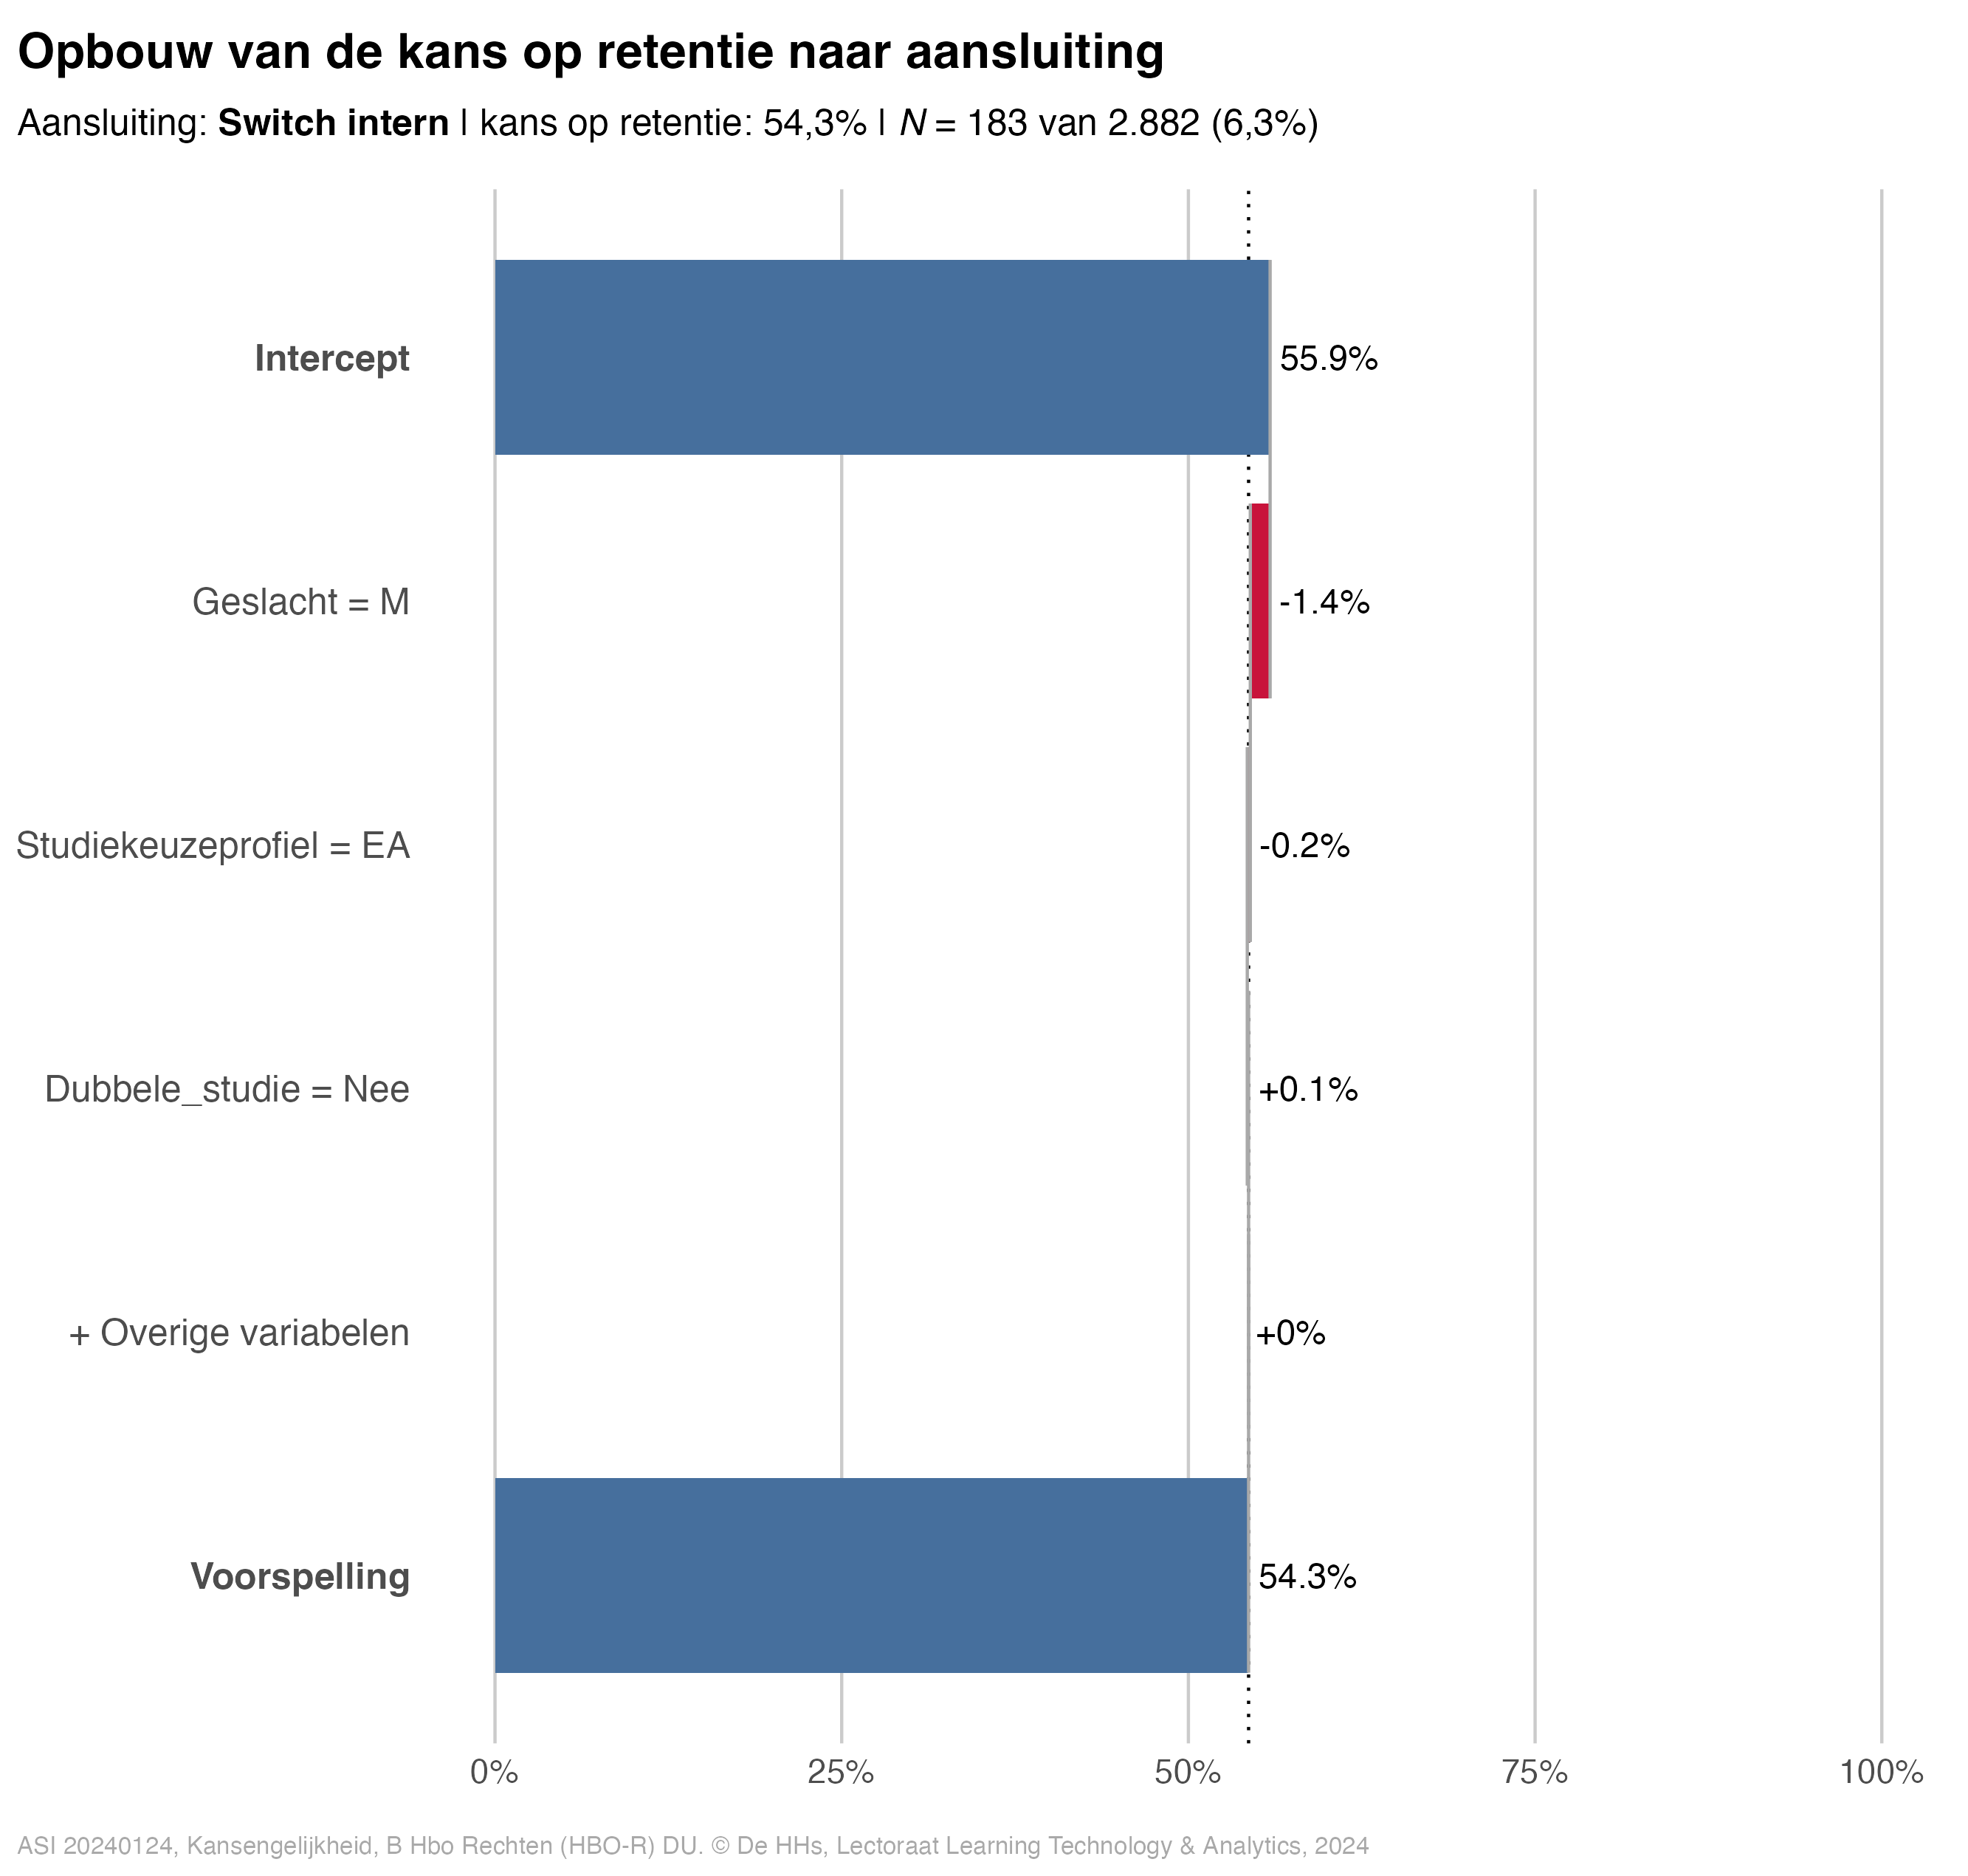 Opbouw van de kans op retentie naar aansluiting
Aansluiting: Switch intern | kans op retentie: 54,3% | N = 183 van 2.882 (6,3%)
Intercept
55.9%
Geslacht = M
-1.4%
Studiekeuzeprofiel = EA
-0.2%
Dubbele_studie = Nee
+0.1%
+ Overige variabelen
+0%
Voorspelling
54.3%
0% 25% 50% 75% 100%
ASI 20240124, Kansengelijkheid, B Hbo Rechten (HBO-R) DU. © De HHs, Lectoraat Learning Technology & Analytics, 2024